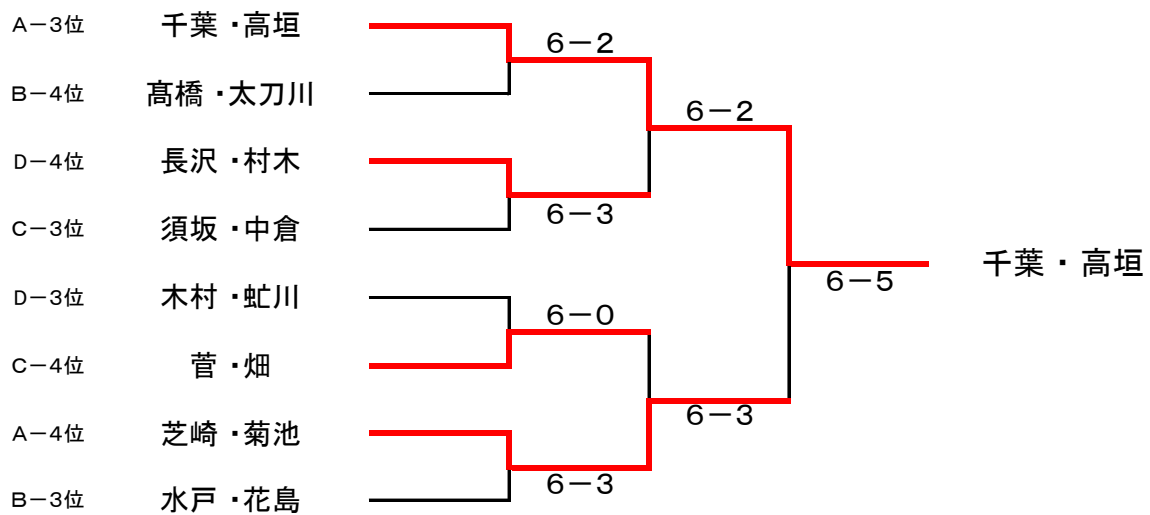 A－3位 千葉・高垣
6－2
B－4位 髙橋・太刀川
6－2
D－4位 長沢・村木
6－3
C－3位 須坂・中倉
6－5 千葉・高垣
D－3位 木村・虻川
6－0
C－4位 菅・畑
6－3
A－4位 芝崎・菊池
6－3
B－3位 水戸・花島